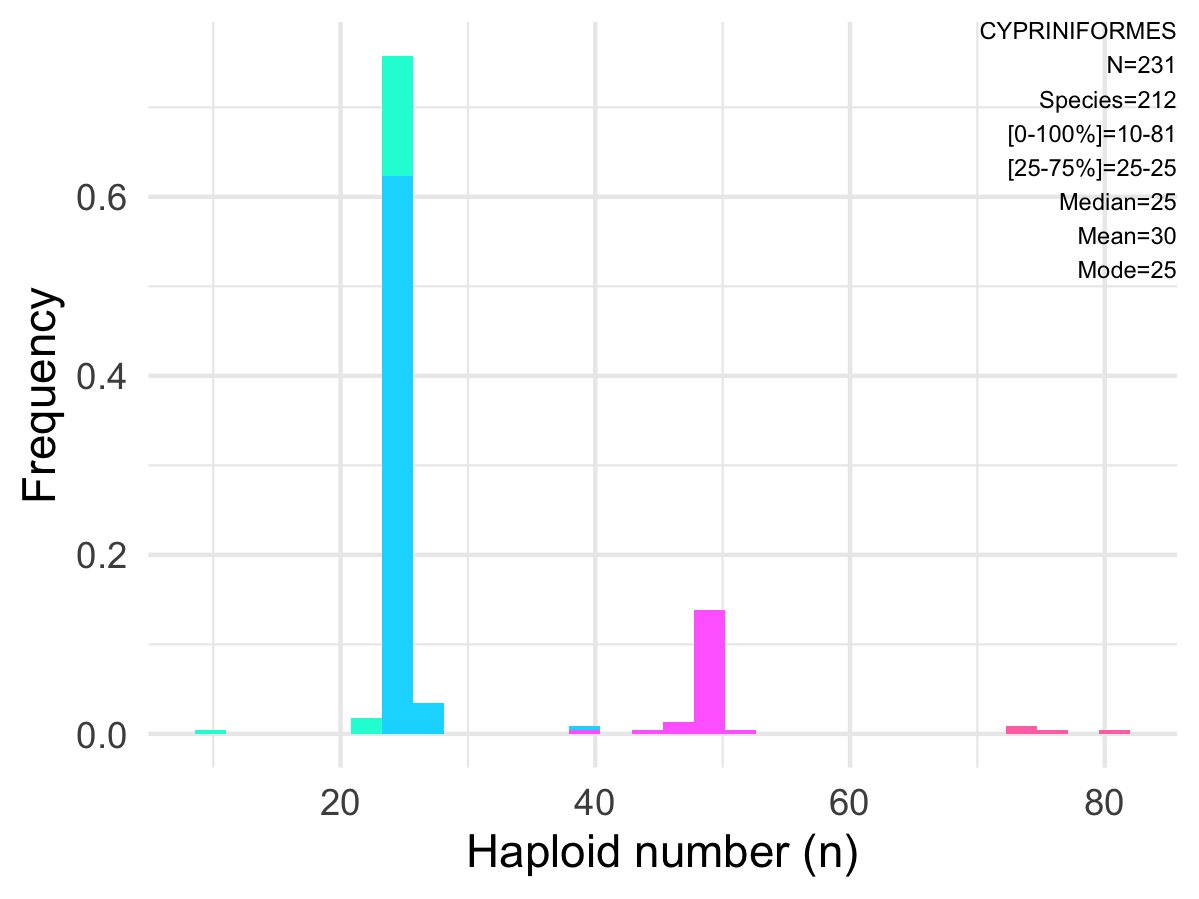 CYPRINIFORMES
N=231
Species=212
[0-100%]=10-81
[25-75%]=25-25
Median=25
Mean=30
Mode=25
Frequency
0.6
0.4
0.2
0.0
20 40 60 80
Haploid number (n)